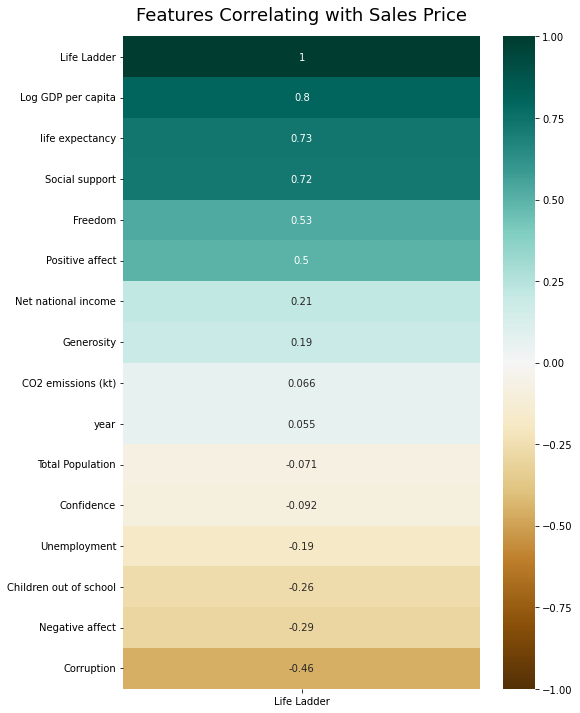 Features Correlating with Sales Price
Life Ladder 1
Log GDP per capita 0.8
life expectancy 0.73
Social support 0.72
Freedom 0.53
Positive affect 0.5
Net national income 0.21
Generosity 0.19
CO2 emissions (kt) 0.066
year 0.055
Total Population -0.071
Confidence -0.092
Unemployment -0.19
Children out of school -0.26
Negative affect -0.29
Corruption -0.46
Life Ladder
1.00
0.75
0.50
0.25
0.00
−0.25
−0.50
−0.75
−1.00